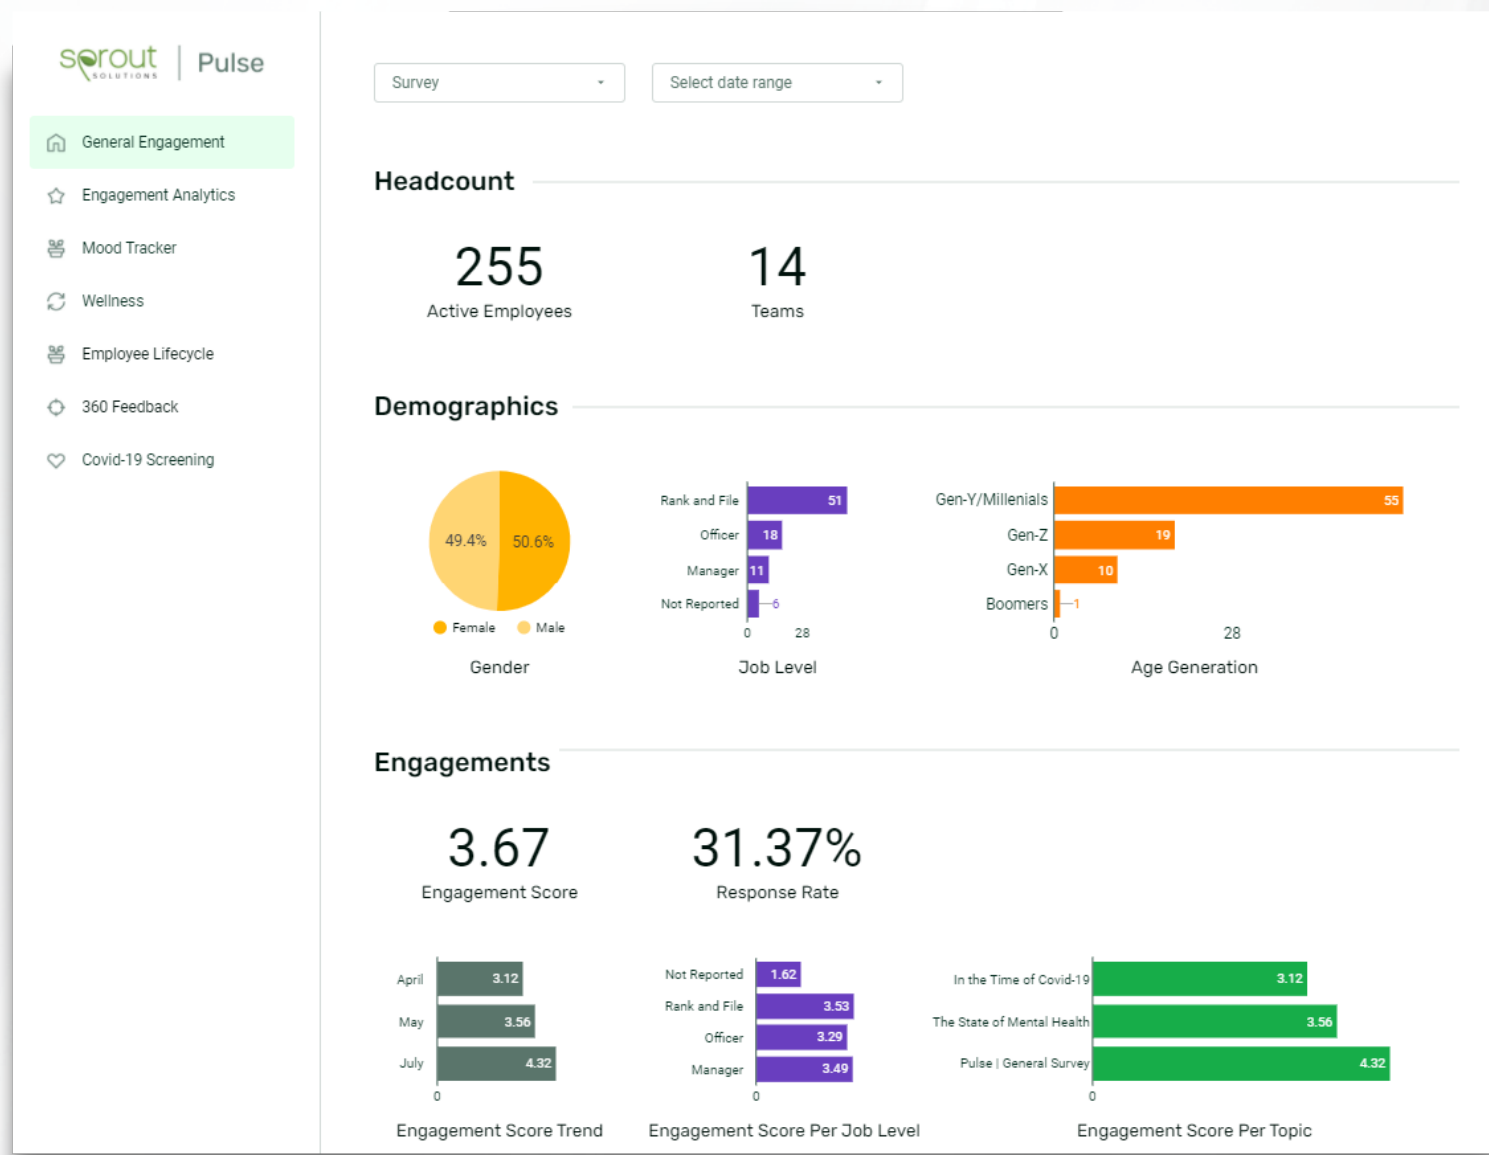 sprout
SOLUTIONS
Pulse
General Engagement
Engagement Analytics
Mood Tracker
Wellness
Employee Lifecycle
360 Feedback
Covid-19 Screening
Survey
Select date range
Headcount
255
Active Employees
14
Teams
Demographics
49.4%
50.6%
Female
Male
Gender
Rank and File
51
Officer
18
Manager
11
Not Reported
6
0
28
Job Level
Gen-Y/Millenials
55
Gen-Z
19
Gen-X
10
Boomers
1
0
28
Age Generation
Engagements
3.67
Engagement Score
31.37%
Response Rate
April
3.12
May
3.56
July
4.32
0
Engagement Score Trend
Not Reported
1.62
Rank and File
3.53
Officer
3.29
Manager
3.49
0
Engagement Score Per Job Level
In the Time of Covid-19
3.12
The State of Mental Health
3.56
Pulse | General Survey
4.32
0
Engagement Score Per Topic